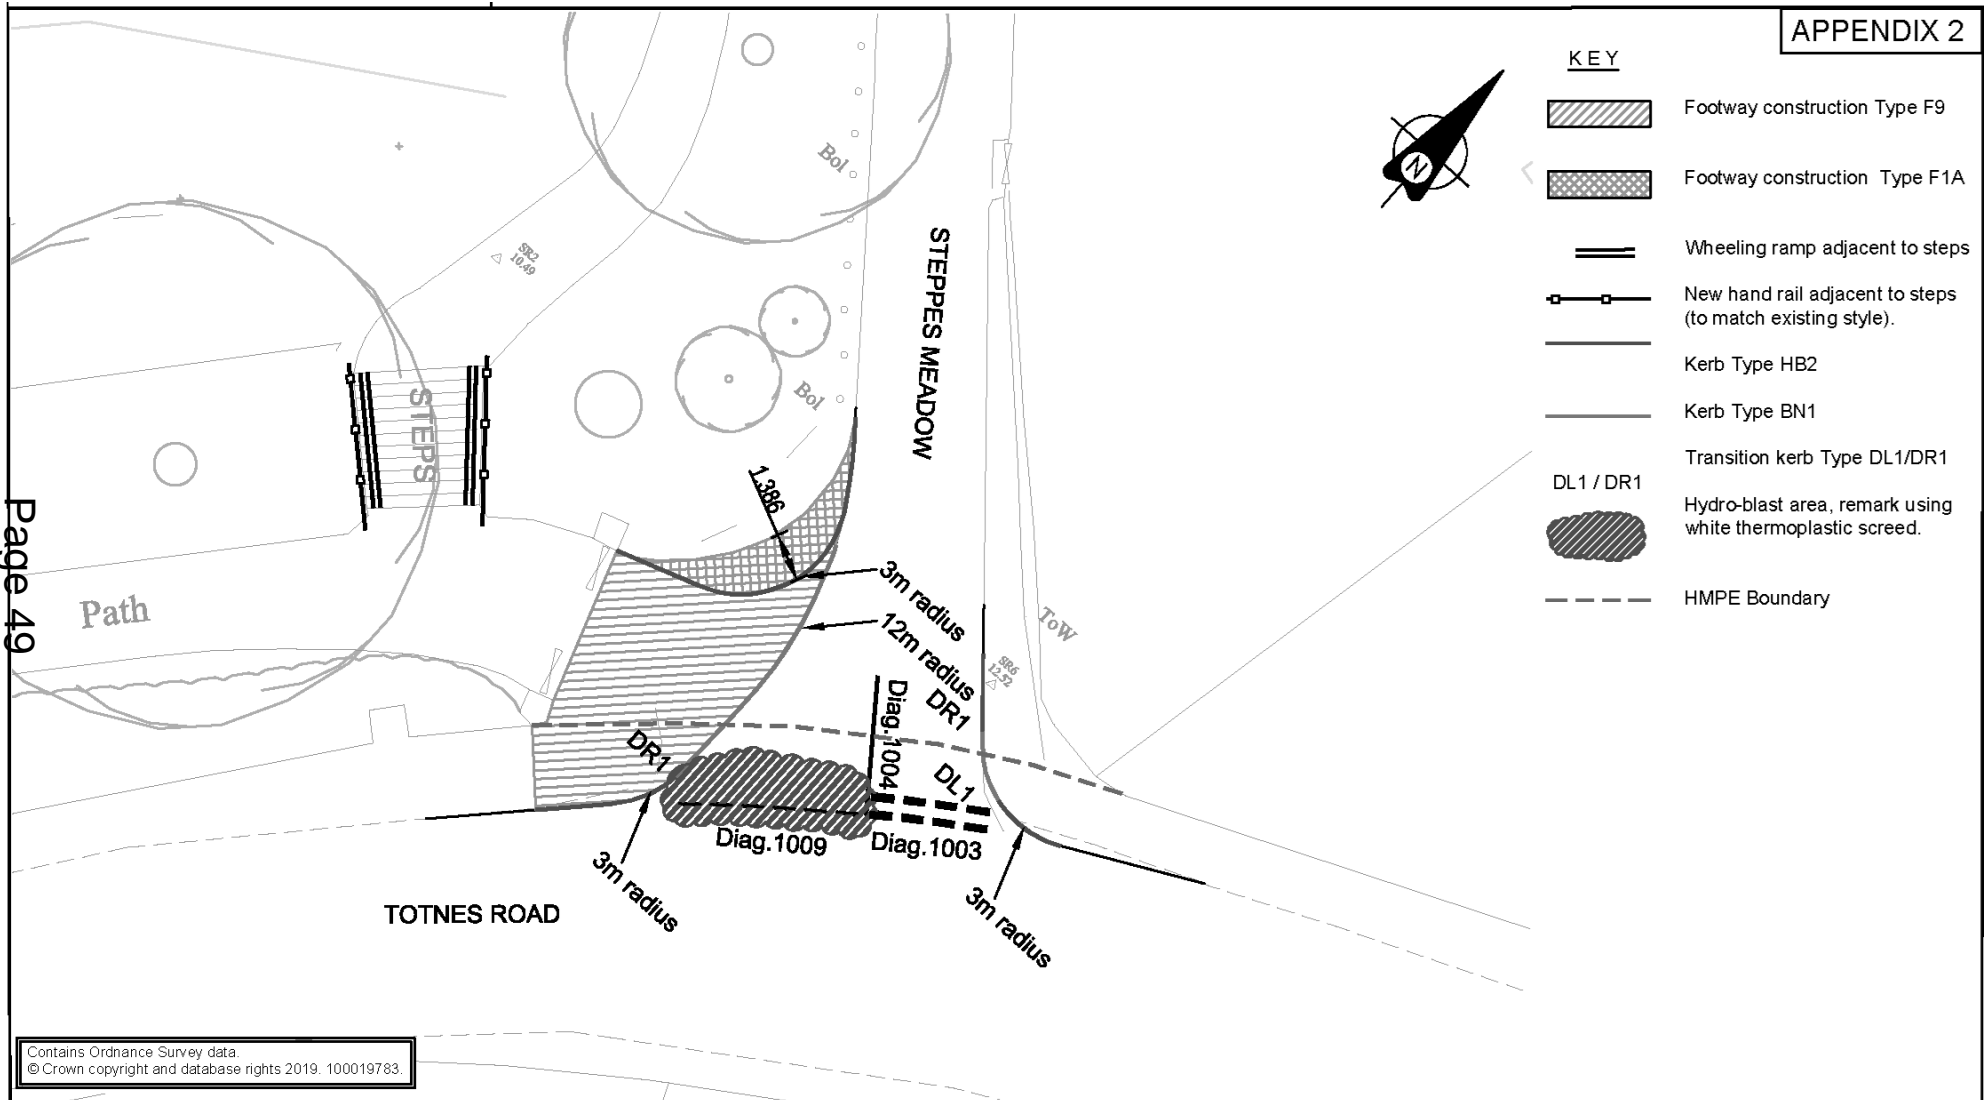 APPENDIX 2
KEY
Footway construction Type F9
Footway construction Type F1A
Wheeling ramp adjacent to steps
New hand rail adjacent to steps
(to match existing style).
Kerb Type HB2
Kerb Type BN1
Transition kerb Type DL1/DR1
DL1 / DR1
Hydro-blast area, remark using
white thermoplastic screed.
HMPE Boundary
N
Bol
SR2
10.49
STEPPES MEADOW
STEPS
Bol
1.386
3m radius
12m radius
Path
Page 49
ToW
SR6
12.52
DR1
DR1
Diag.1004
DL1
Diag.1009
Diag.1003
3m radius
3m radius
TOTNES ROAD
Contains Ordnance Survey data.
© Crown copyright and database rights 2019. 100019783.